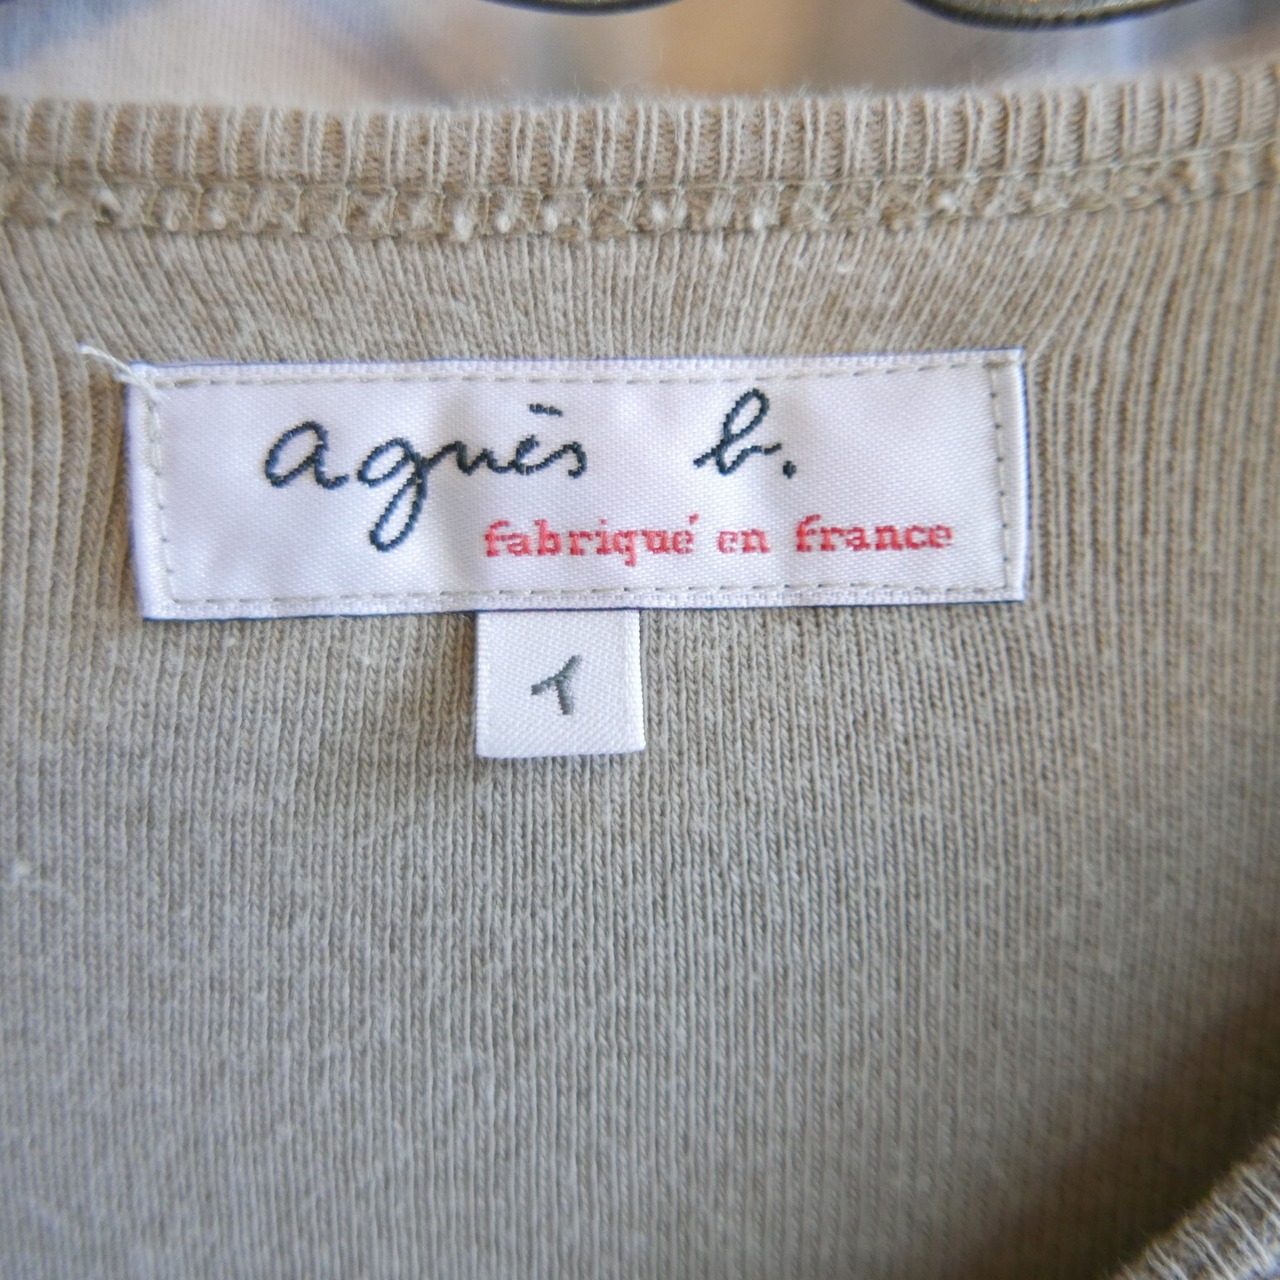 agnès b.
fabriqué en france
1